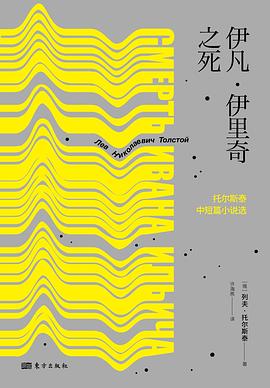 伊凡·伊里奇
之死
СМЕРТЬ ИВАНА ИЛЬИЧА
Лев Николаевич Толстой
托尔斯泰
中短篇小说选
[俄] 列夫·托尔斯泰 著
许海燕 译
东方出版社